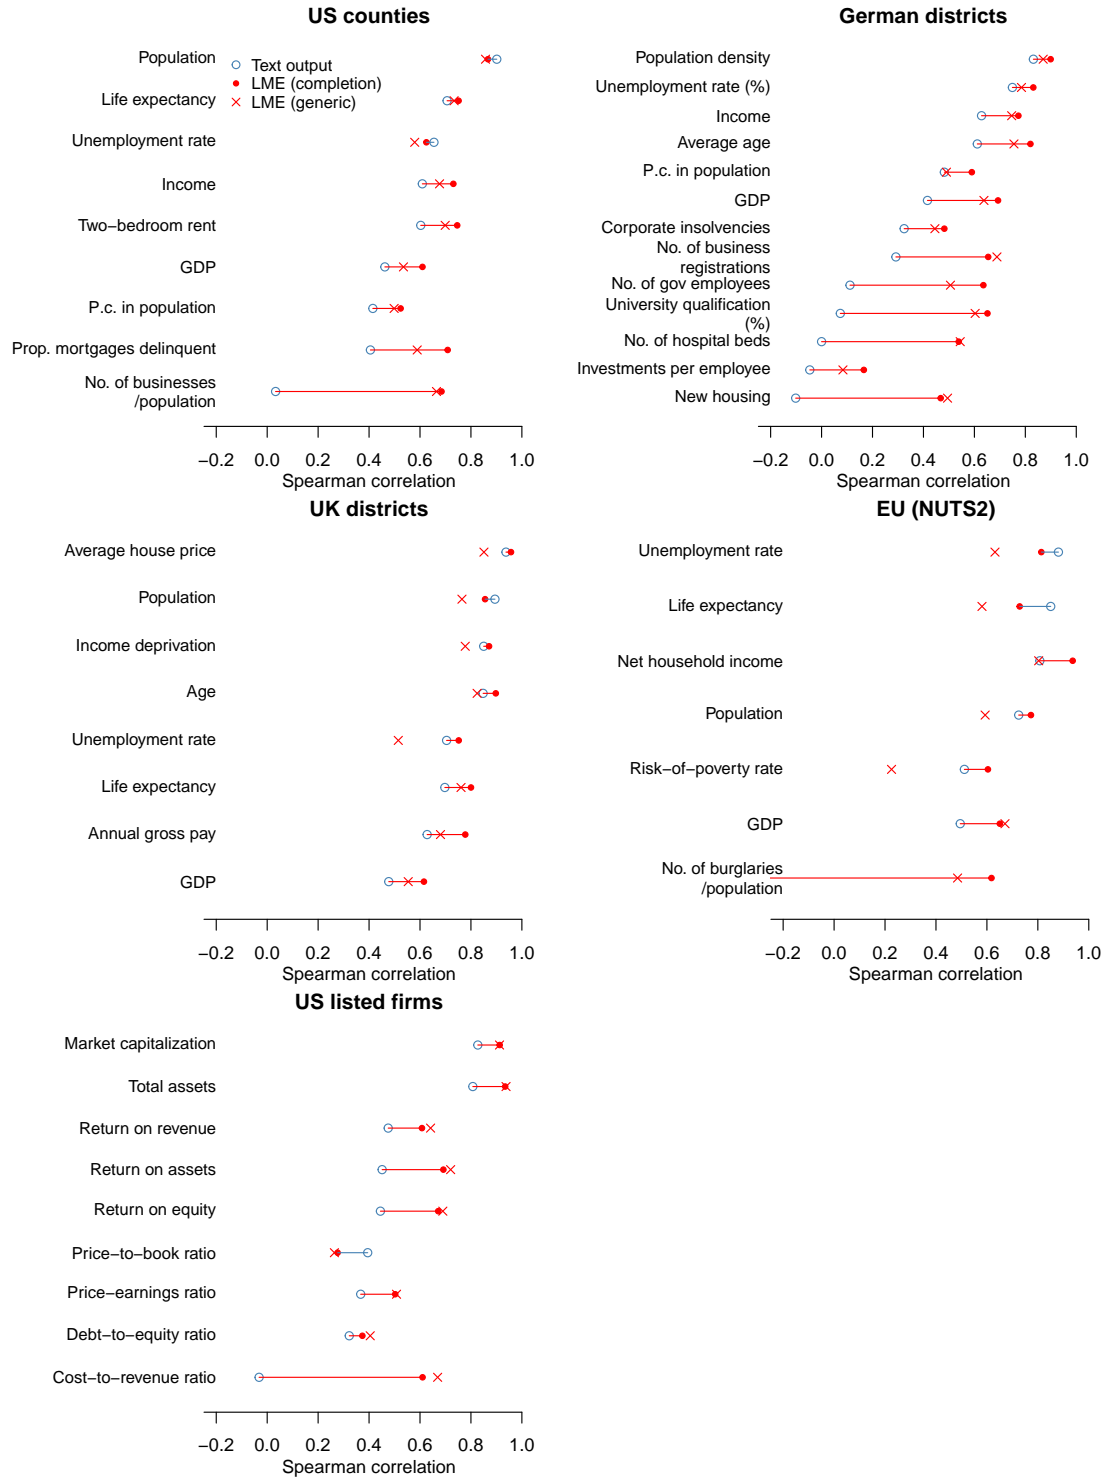 US counties
Population
Text output
LME (completion)
LME (generic)
Life expectancy
Unemployment rate
Income
Two−bedroom rent
GDP
P.c. in population
Prop. mortgages delinquent
No. of businesses
/population
−0.2 0.0 0.2 0.4 0.6 0.8 1.0
Spearman correlation
German districts
Population density
Unemployment rate (%)
Income
Average age
P.c. in population
GDP
Corporate insolvencies
No. of business
registrations
No. of gov employees
University qualification
(%)
No. of hospital beds
Investments per employee
New housing
−0.2 0.0 0.2 0.4 0.6 0.8 1.0
Spearman correlation
UK districts
Average house price
Population
Income deprivation
Age
Unemployment rate
Life expectancy
Annual gross pay
GDP
−0.2 0.0 0.2 0.4 0.6 0.8 1.0
Spearman correlation
EU (NUTS2)
Unemployment rate
Life expectancy
Net household income
Population
Risk−of−poverty rate
GDP
No. of burglaries
/population
−0.2 0.0 0.2 0.4 0.6 0.8 1.0
Spearman correlation
US listed firms
Market capitalization
Total assets
Return on revenue
Return on assets
Return on equity
Price−to−book ratio
Price−earnings ratio
Debt−to−equity ratio
Cost−to−revenue ratio
−0.2 0.0 0.2 0.4 0.6 0.8 1.0
Spearman correlation